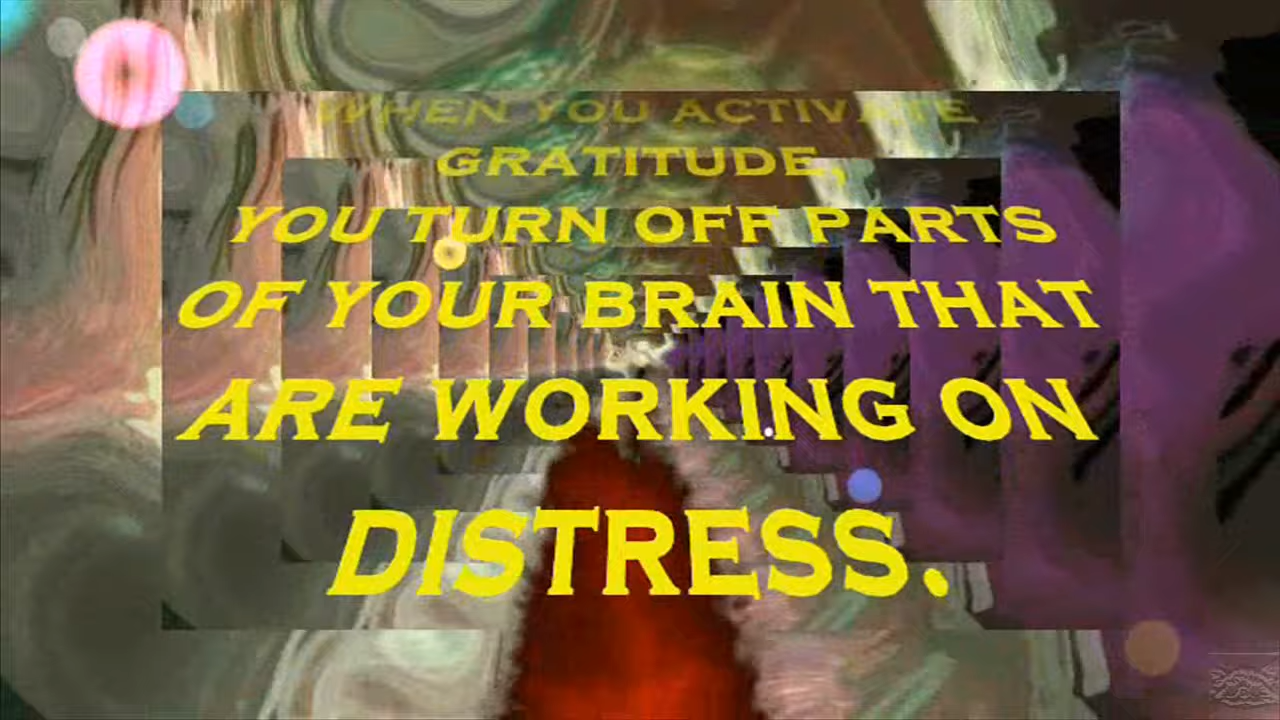 WHEN YOU ACTIVATE
GRATITUDE,
YOU TURN OFF PARTS
OF YOUR BRAIN THAT
ARE WORKING ON
DISTRESS.